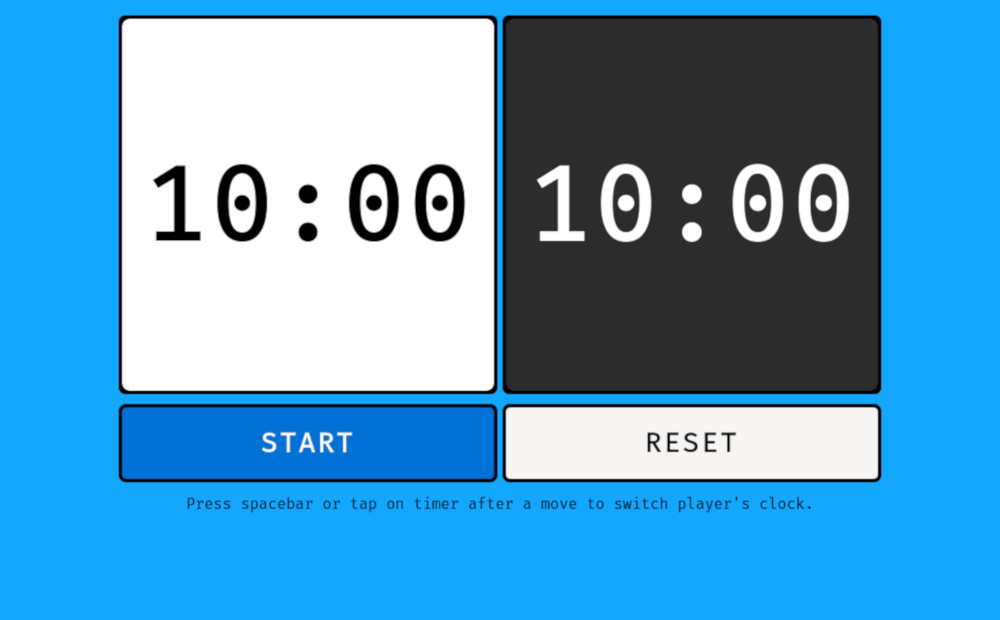 10:00 10:00
START RESET
Press spacebar or tap on timer after a move to switch player's clock.